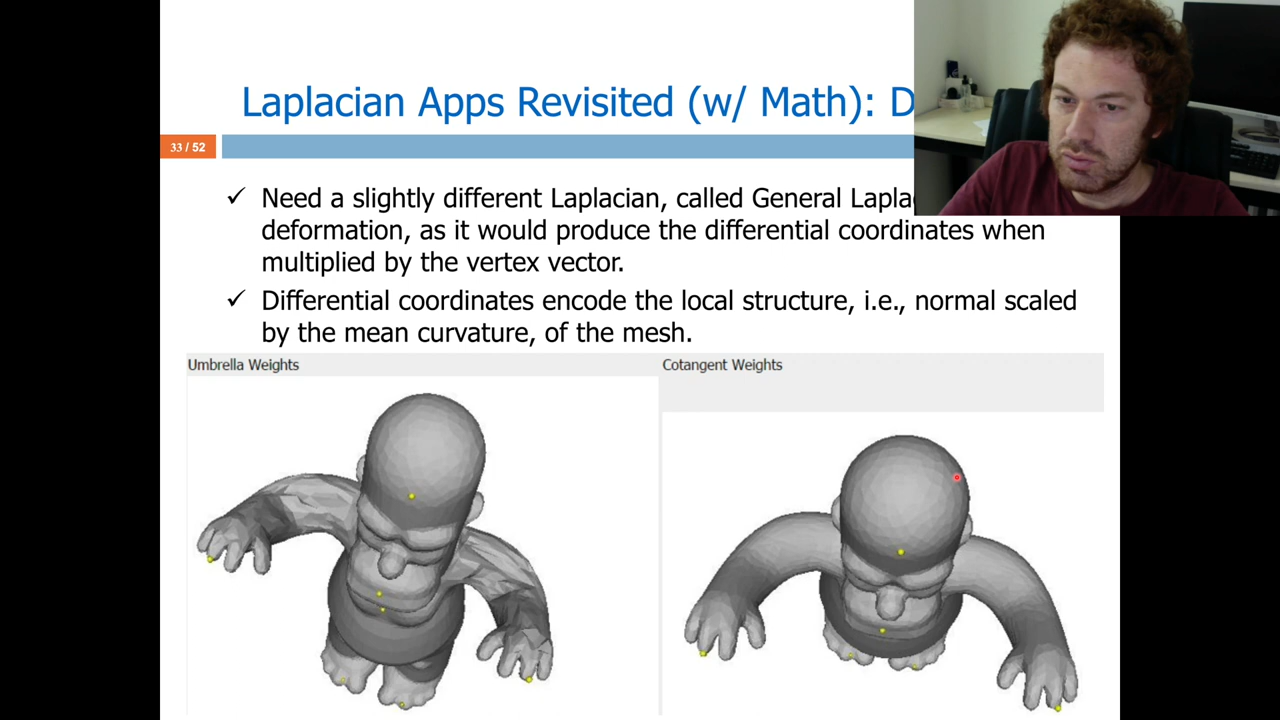 Laplacian Apps Revisited (w/ Math):
33 / 52
✓ Need a slightly different Laplacian, called General
deformation, as it would produce the differential coordinates when
multiplied by the vertex vector.
✓ Differential coordinates encode the local structure, i.e., normal scaled
by the mean curvature, of the mesh.
Umbrella Weights
Cotangent Weights